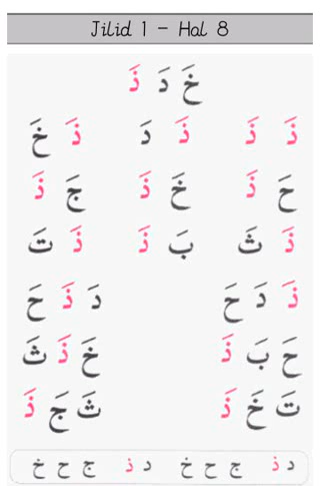 Jilid 1 - Hal 8
خَ دَ ذَ
ذَ ذَ ذَ دَ ذَ خَ
حَ ذَ خَ ذَ جَ ذَ
ذَ ثَ بَ ذَ ذَ تَ
ذَ دَ حَ دَ ذَ حَ
حَ بَ ذَ خَ ذَ ثَ
تَ خَ ذَ ثَ جَ ذَ
د ذ ج ح خ د ذ ج ح خ